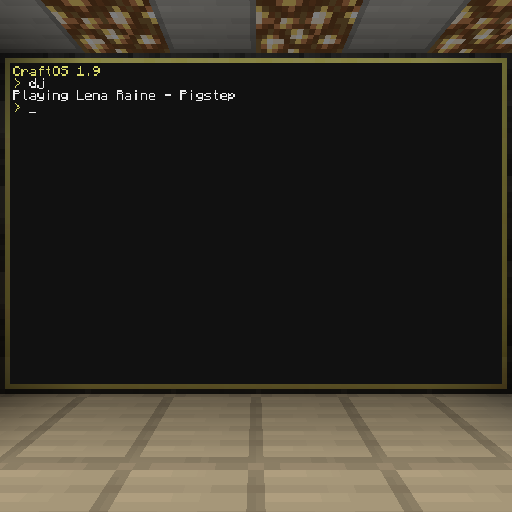 CraftOS 1.9
> dj
Playing Lena Raine - Pigstep
> _